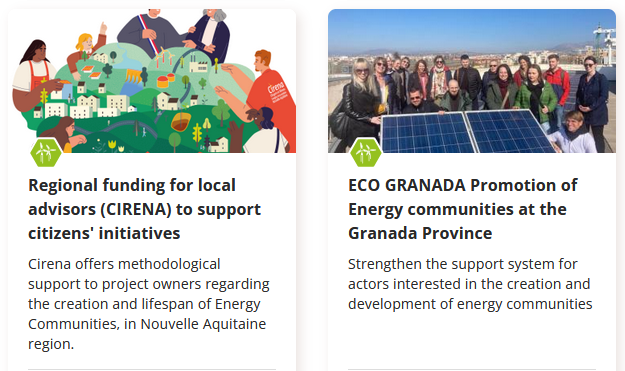 Cirena
Regional funding for local
advisors (CIRENA) to support
citizens' initiatives
Cirena offers methodological
support to project owners regarding
the creation and lifespan of Energy
Communities, in Nouvelle Aquitaine
region.
ECO GRANADA Promotion of
Energy communities at the
Granada Province
Strengthen the support system for
actors interested in the creation and
development of energy communities